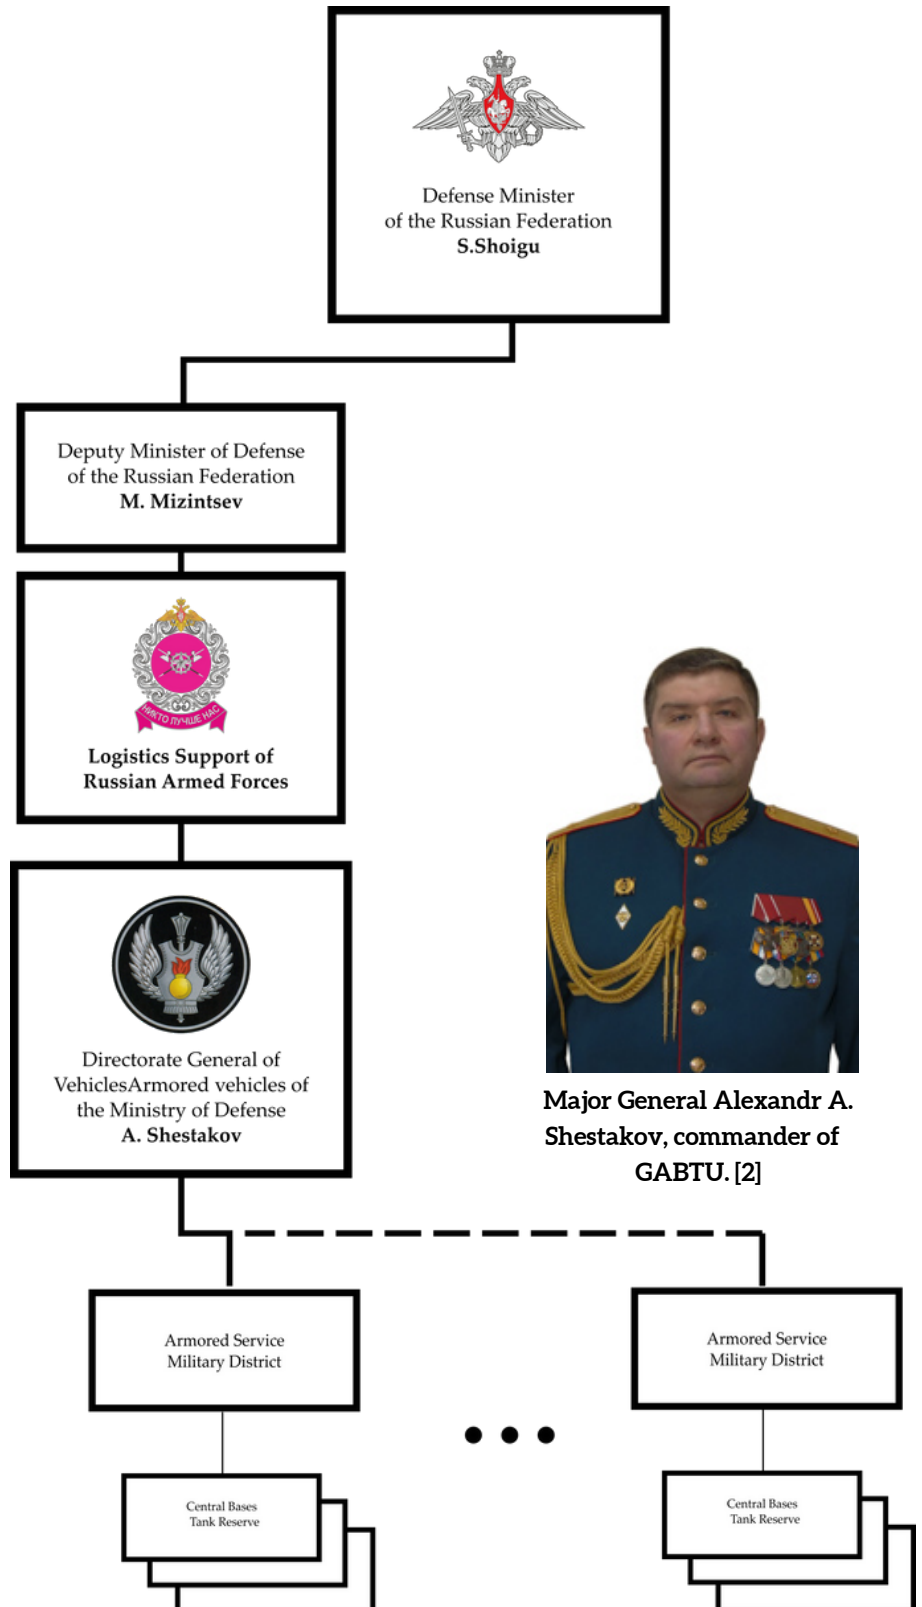 Defense Minister
of the Russian Federation
S.Shoigu
Deputy Minister of Defense
of the Russian Federation
M. Mizintsev
НИКТО ЛУЧШЕ НАС
Logistics Support of
Russian Armed Forces
Directorate General of
VehiclesArmored vehicles of
the Ministry of Defense
A. Shestakov
Major General Alexandr A.
Shestakov, commander of
GABTU. [2]
Armored Service
Military District
Armored Service
Military District
Central Bases
Tank Reserve
Central Bases
Tank Reserve